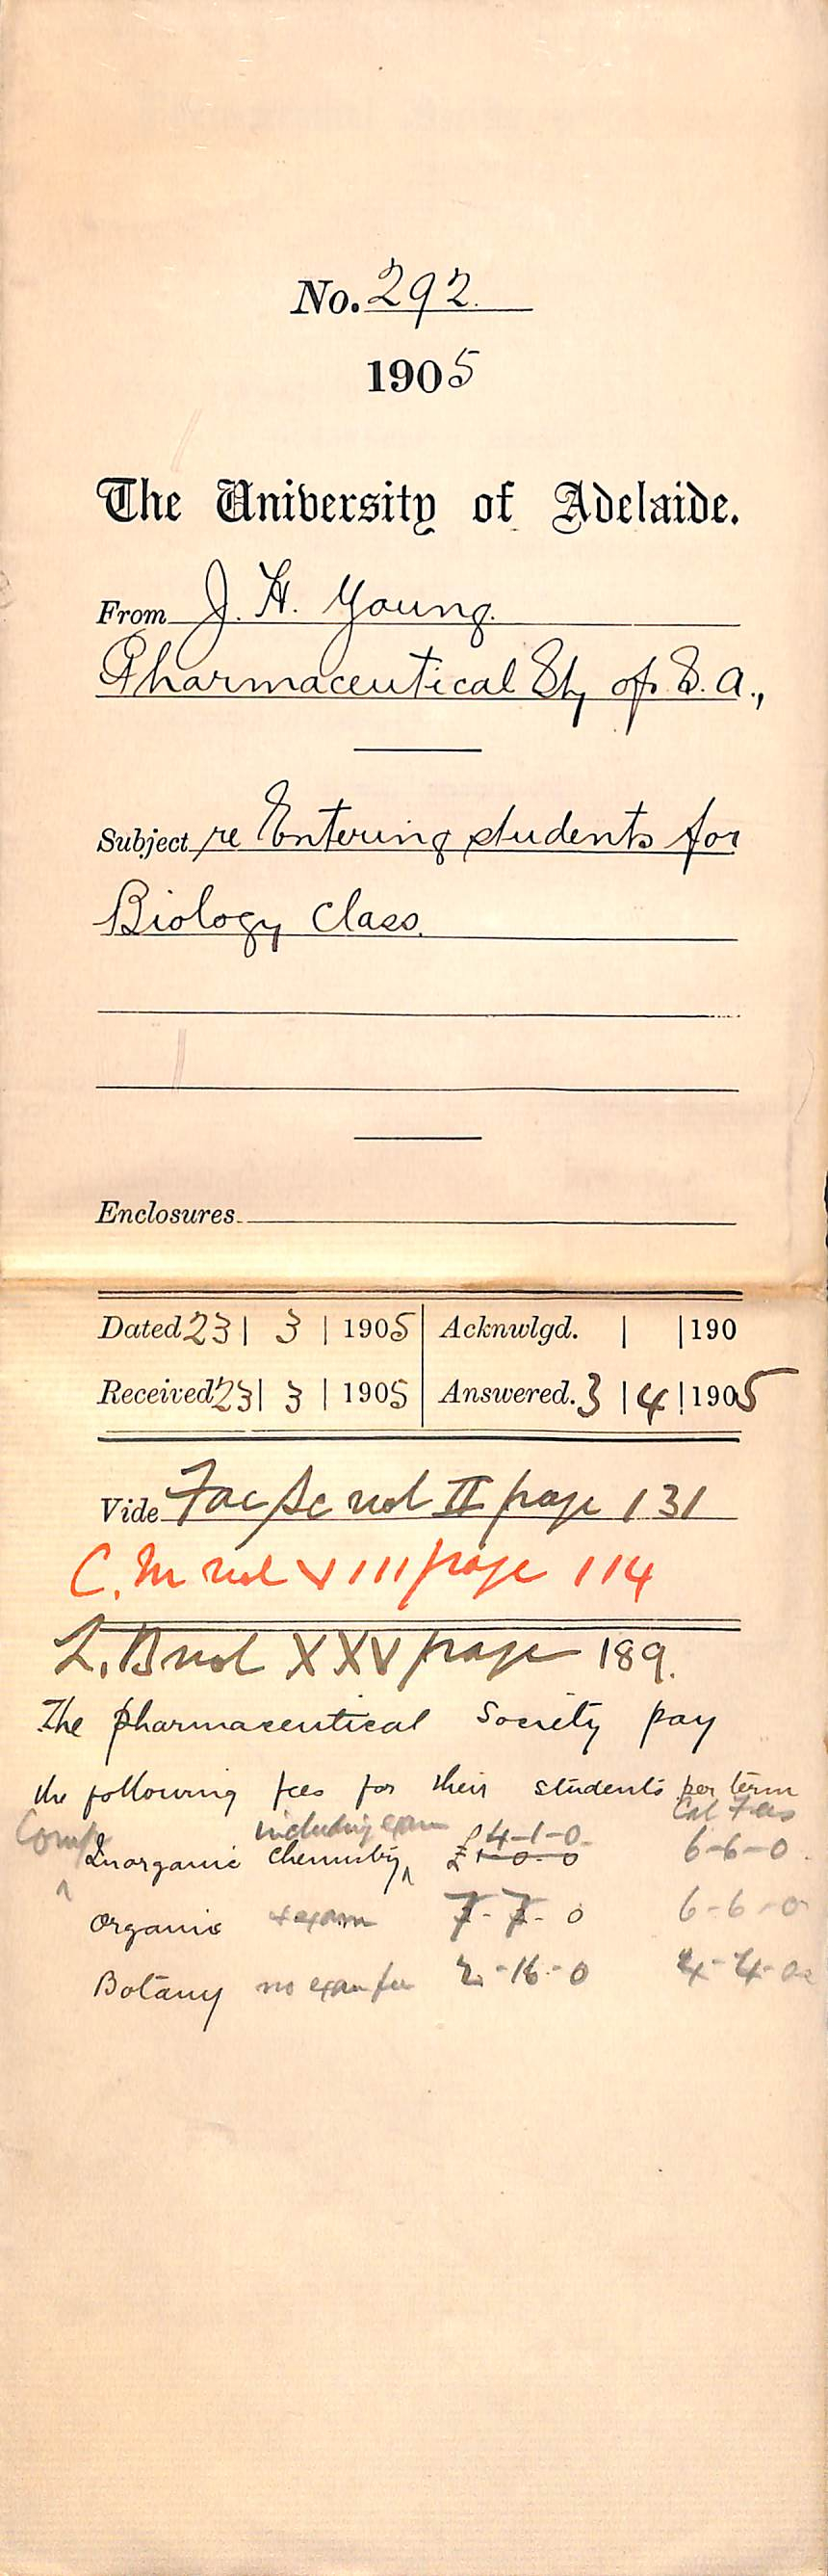 No. 292.
1905
The University of Adelaide.
From J. H. Young.
Pharmaceutical Sty of S.A.,
Subject re Entering students for
Biology Class.
Enclosures.
Dated 23 | 3 | 1905 Acknwlgd. | | 190
Received 23 | 3 | 1905 Answered. 3 | 4 | 1905
Vide Fac Sc vol II page 131
C.M vol VIII page 114
L.B vol XXV page 189.
The pharmaceutical Society pay
the following fees for their students per term
Cal Fees
Inorganic Chemistry including exam £1-0-0 £4-1-0 6-6-0.
Organic + exam 7-7-0 6-6-0
Botany no exam fee 2-16-0 4-4-0